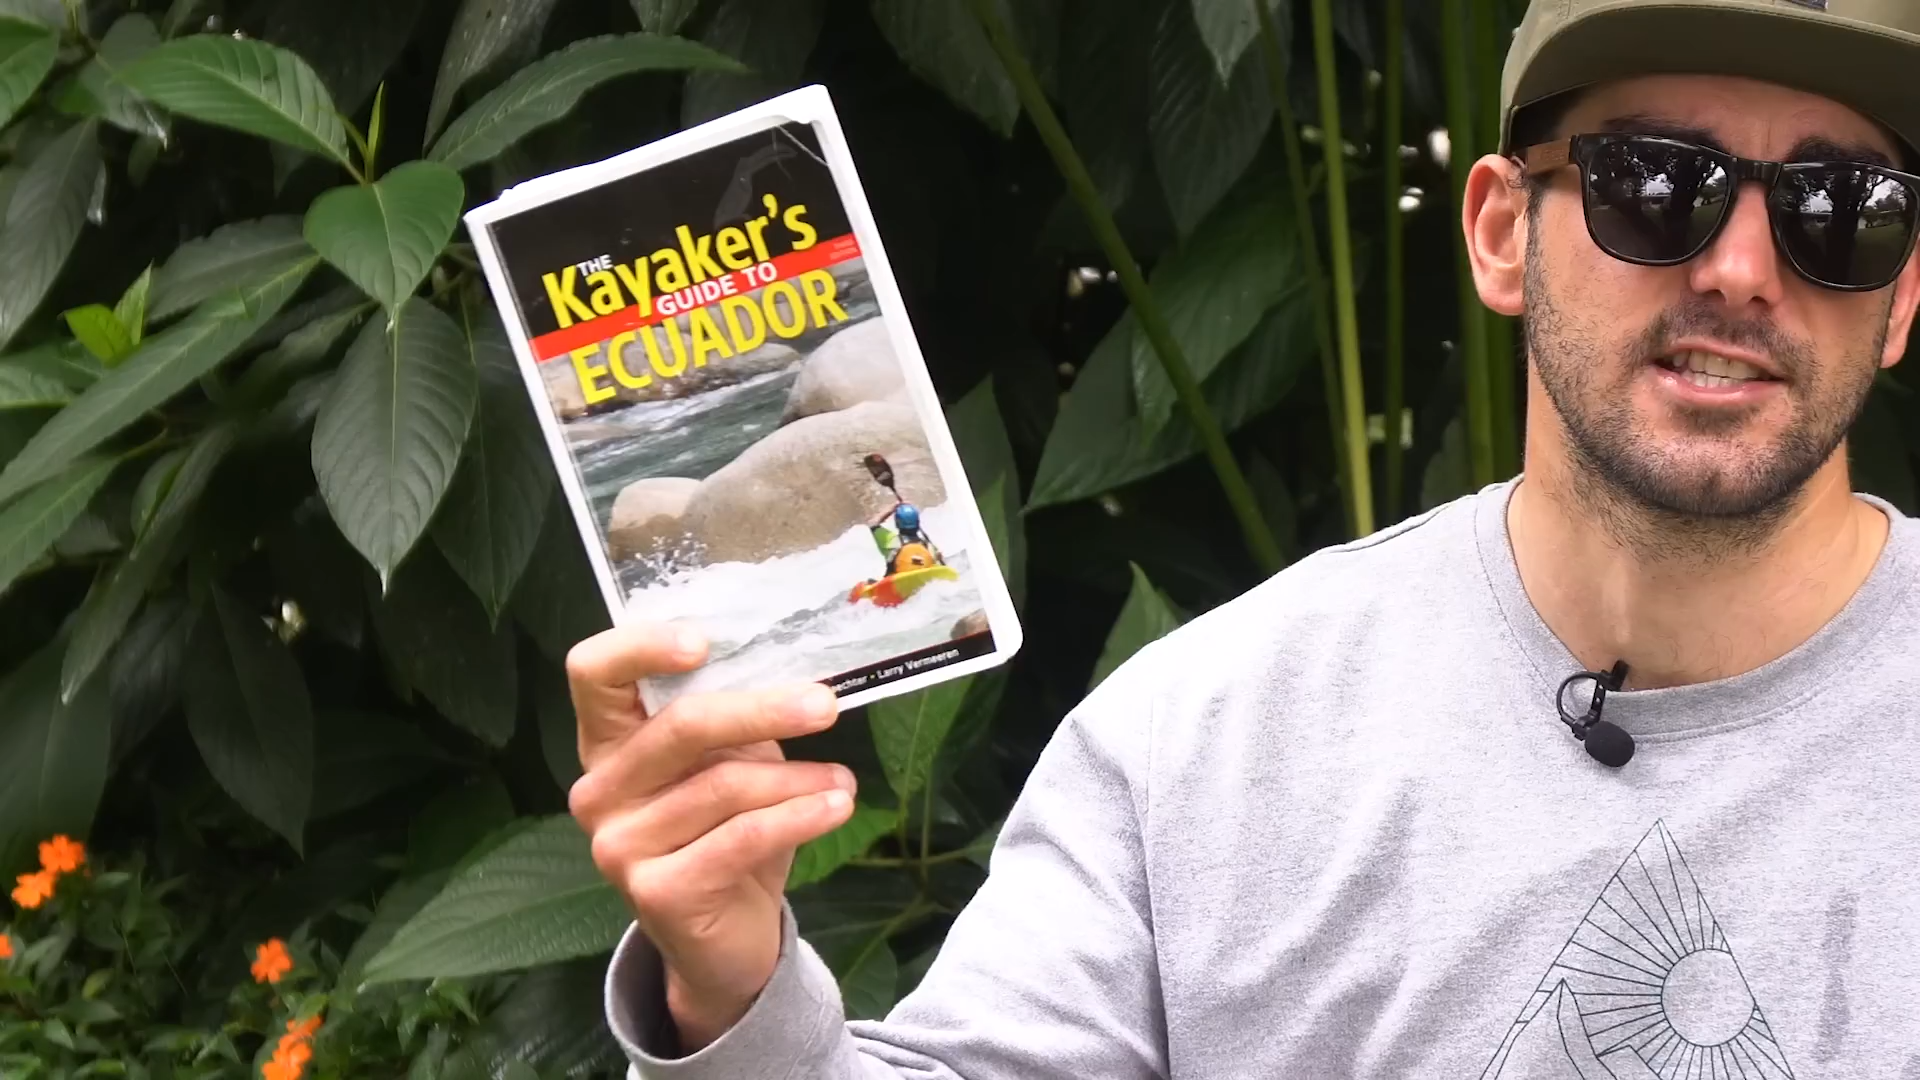 THE
Kayaker's
GUIDE TO
ECUADOR
Larry Vermeeren